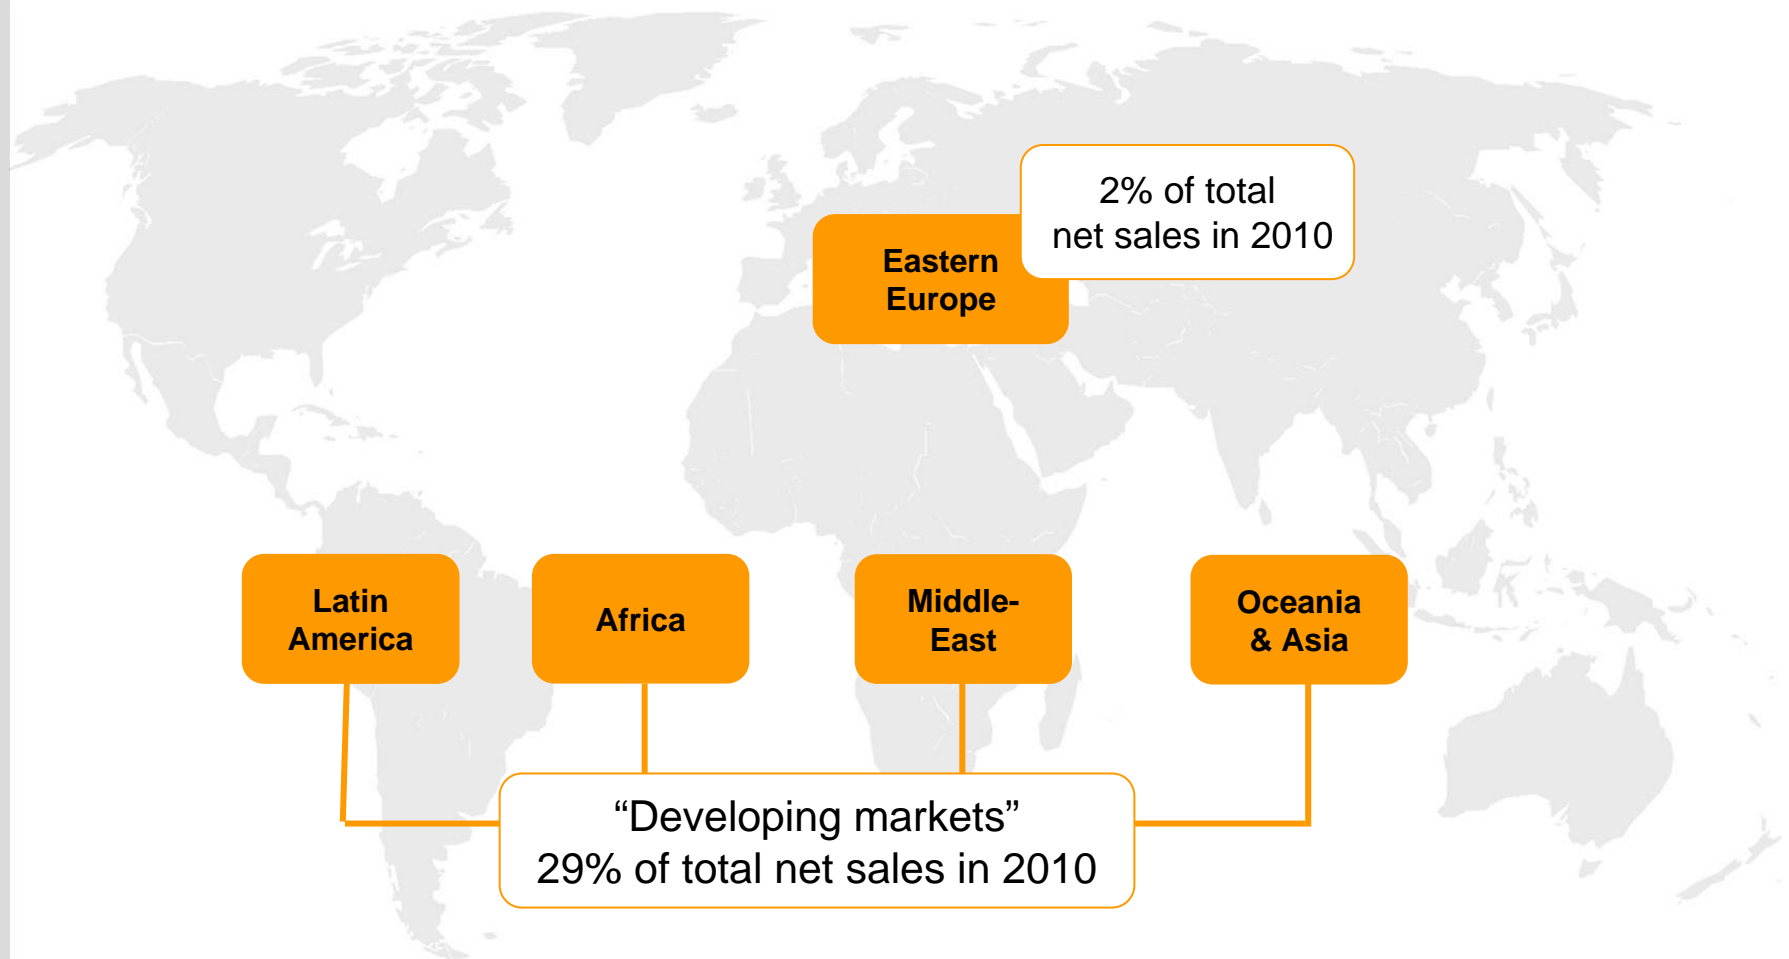 2% of total
net sales in 2010
Eastern
Europe
Latin
America
Africa
Middle-
East
Oceania
& Asia
“Developing markets”
29% of total net sales in 2010